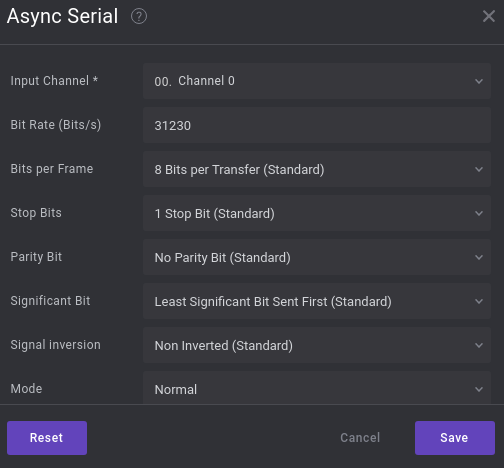 Async Serial ?
Input Channel * 00. Channel 0
Bit Rate (Bits/s) 31230
Bits per Frame 8 Bits per Transfer (Standard)
Stop Bits 1 Stop Bit (Standard)
Parity Bit No Parity Bit (Standard)
Significant Bit Least Significant Bit Sent First (Standard)
Signal inversion Non Inverted (Standard)
Mode Normal
Reset Cancel Save